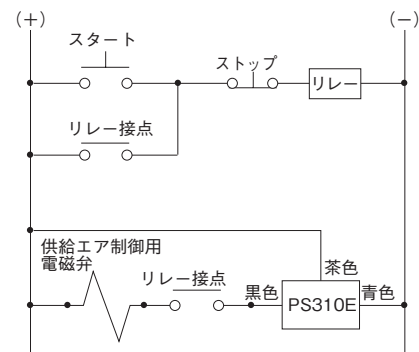 (+)
(−)
スタート
ストップ
リレー
リレー接点
供給エア制御用
電磁弁
リレー接点
茶色
黒色
青色
PS310E